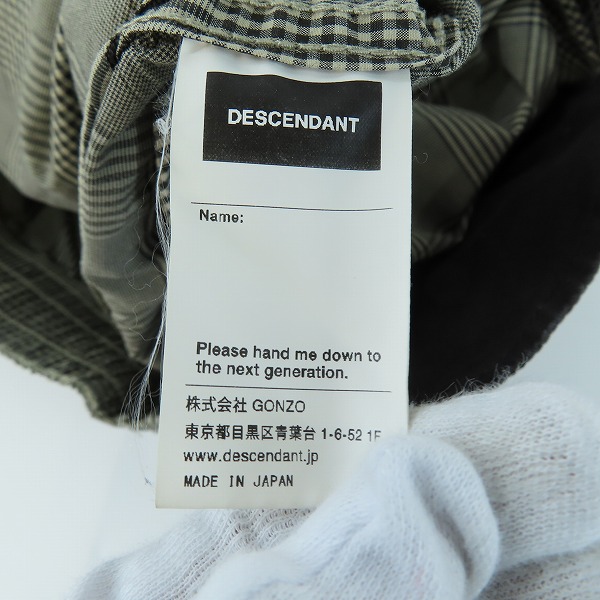 DESCENDANT
Name:
Please hand me down to
the next generation.
株式会社 GONZO
東京都目黒区青葉台 1-6-52 1F
www.descendant.jp
MADE IN JAPAN